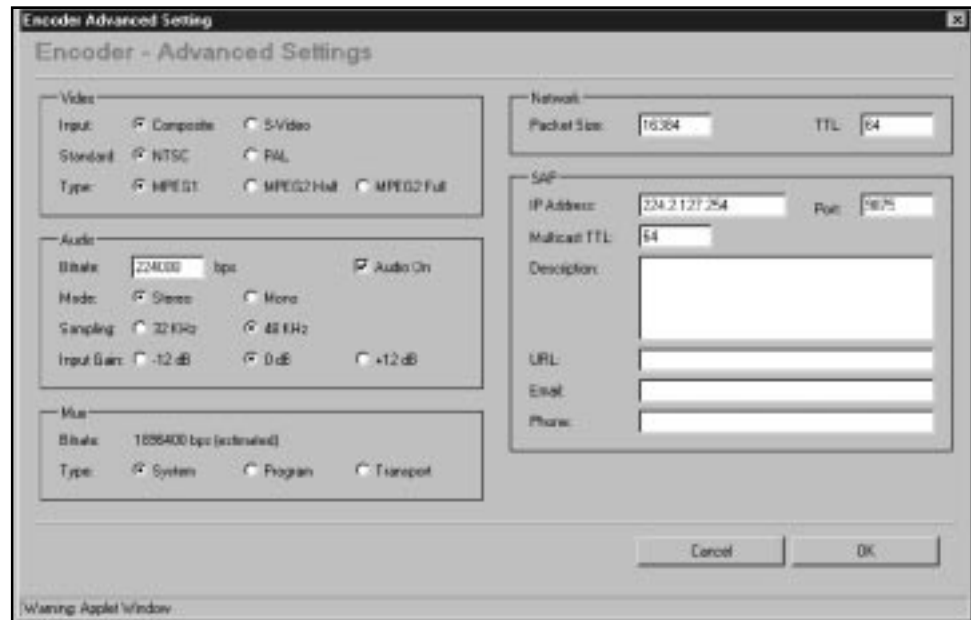 Encoder Advanced Setting
Encoder - Advanced Settings
Video
Input: Composite S-Video
Standard: NTSC PAL
Type: MPEG1 MPEG2 Half MPEG2 Full
Audio
Bitrate: 224000 bps Audio On
Mode: Stereo Mono
Sampling: 32 KHz 48 KHz
Input Gain: -12 dB 0 dB +12 dB
Mux
Bitrate: (estimated)
Type: System Program Transport
Network
Packet Size: 16384 TTL: 64
SAP
IP Address: 224.2.127.254 Port: 9875
Multicast TTL: 64
Description:
URL:
Email:
Phone:
Cancel OK
Warning: Applet Window